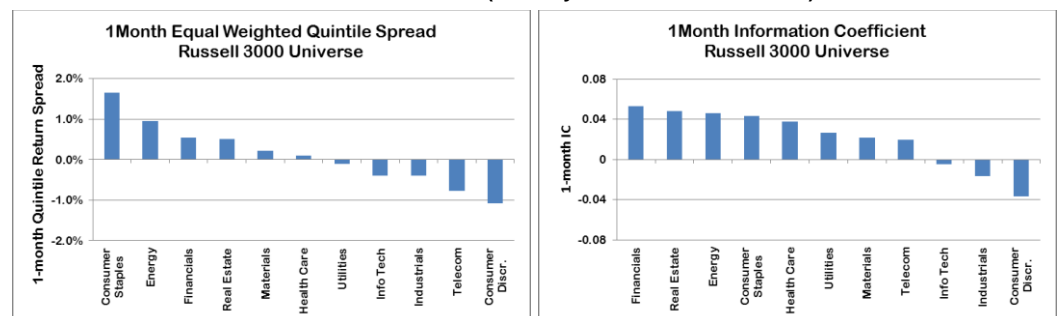 1Month Equal Weighted Quintile Spread
Russell 3000 Universe
1-month Quintile Return Spread
2.0%
1.0%
0.0%
-1.0%
-2.0%
Consumer
Staples
Energy
Financials
Real Estate
Materials
Health Care
Utilities
Info Tech
Industrials
Telecom
Consumer
Discr.
1Month Information Coefficient
Russell 3000 Universe
1-month IC
0.08
0.04
0
-0.04
-0.08
Financials
Real Estate
Energy
Consumer
Staples
Health Care
Utilities
Materials
Telecom
Info Tech
Industrials
Consumer
Discr.